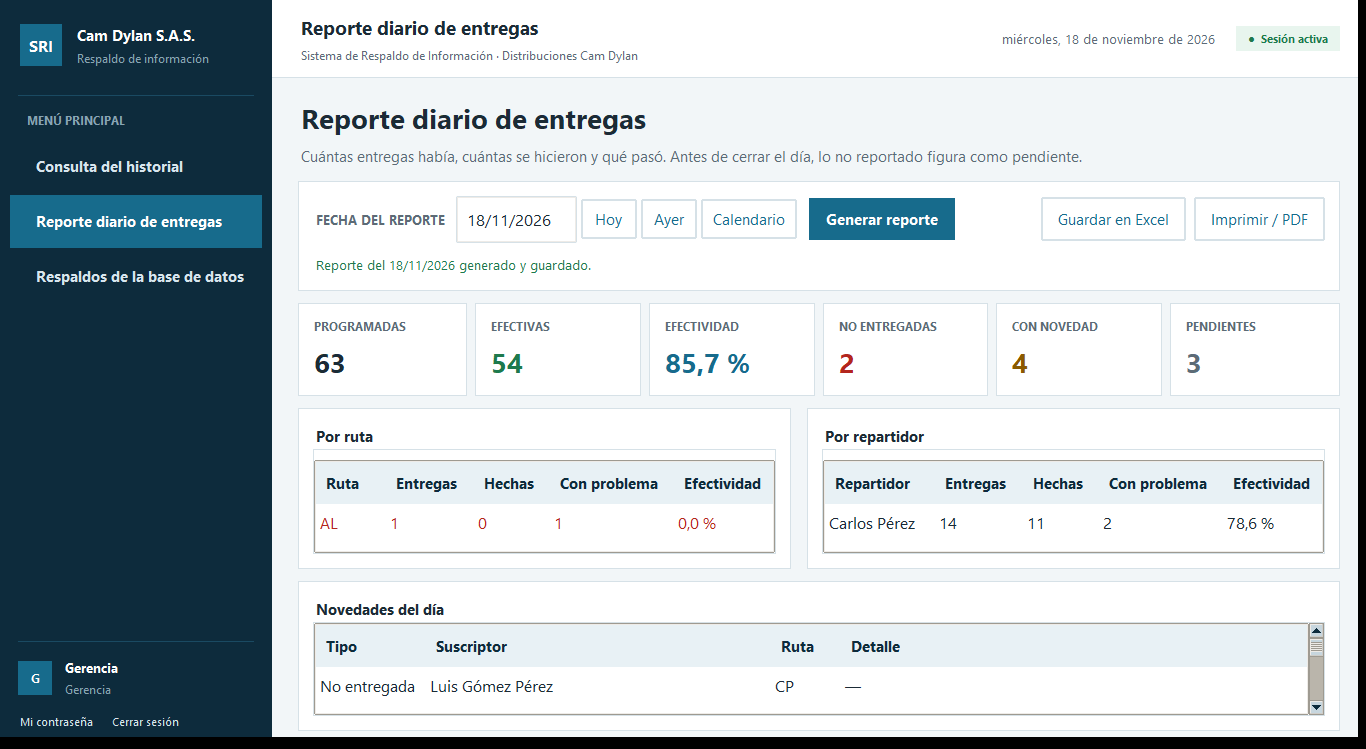 SRI
Cam Dylan S.A.S.
Respaldo de información
MENÚ PRINCIPAL
Consulta del historial
Reporte diario de entregas
Respaldos de la base de datos
G
Gerencia
Gerencia
Mi contraseña Cerrar sesión
Reporte diario de entregas
Sistema de Respaldo de Información · Distribuciones Cam Dylan
miércoles, 18 de noviembre de 2026
● Sesión activa
Reporte diario de entregas
Cuántas entregas había, cuántas se hicieron y qué pasó. Antes de cerrar el día, lo no reportado figura como pendiente.
FECHA DEL REPORTE 18/11/2026 Hoy Ayer Calendario Generar reporte Guardar en Excel Imprimir / PDF
Reporte del 18/11/2026 generado y guardado.
PROGRAMADAS EFECTIVAS EFECTIVIDAD NO ENTREGADAS CON NOVEDAD PENDIENTES
63 54 85,7 % 2 4 3
Por ruta
Ruta Entregas Hechas Con problema Efectividad
AL 1 0 1 0,0 %
Por repartidor
Repartidor Entregas Hechas Con problema Efectividad
Carlos Pérez 14 11 2 78,6 %
Novedades del día
Tipo Suscriptor Ruta Detalle
No entregada Luis Gómez Pérez CP —